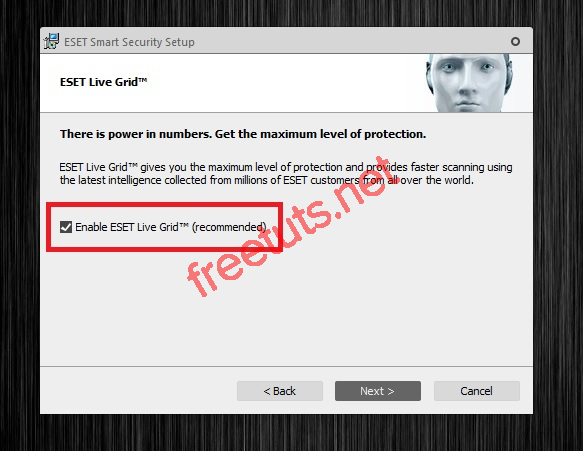 ESET Smart Security Setup
ESET Live Grid™
There is power in numbers. Get the maximum level of protection.
ESET Live Grid™ gives you the maximum level of protection and provides faster scanning using
the latest intelligence collected from millions of ESET customers from all over the world.
Enable ESET Live Grid™ (recommended)
freetuts.net
< Back
Next >
Cancel